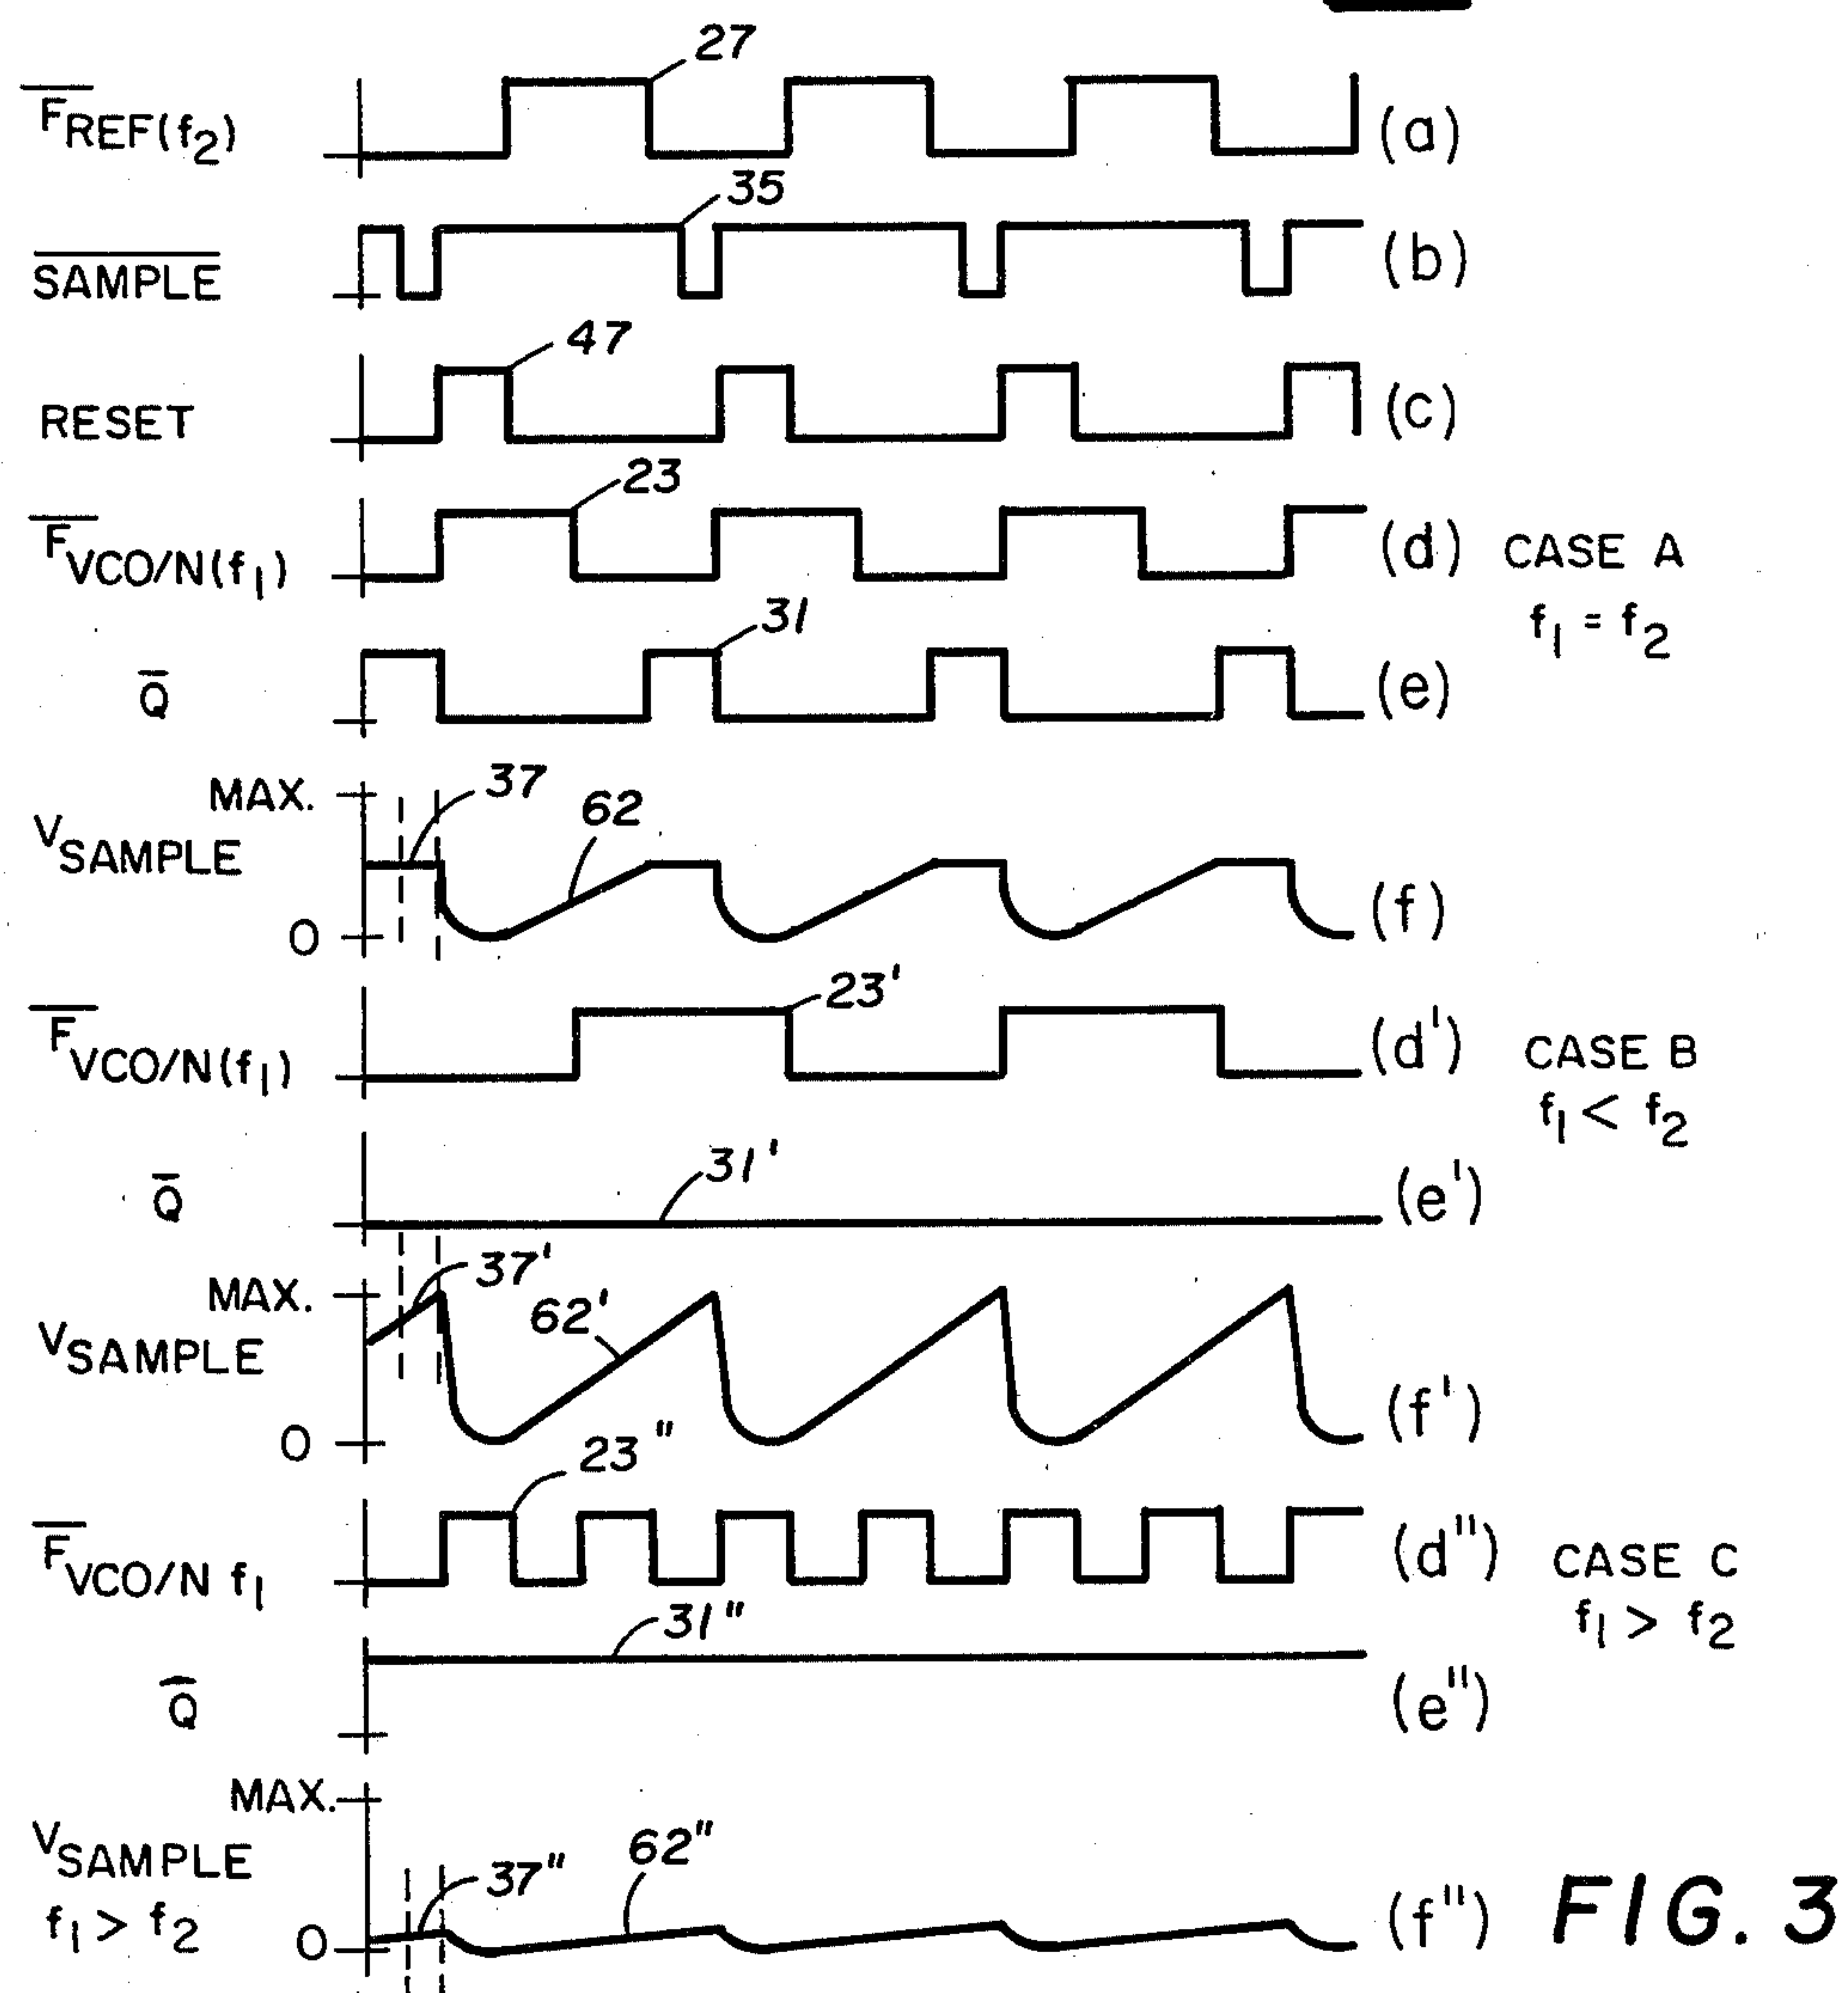 27
F̅REF(f2)
(a)
35
S̅A̅M̅P̅L̅E̅
(b)
47
RESET
(c)
23
F̅VCO/N(f1)
(d) CASE A
f1 = f2
31
Q̅
(e)
MAX. 37
62
VSAMPLE
(f)
0
23'
F̅VCO/N(f1)
(d') CASE B
f1 < f2
31'
Q̅
(e')
37'
MAX.
62'
VSAMPLE
(f')
0
23"
F̅VCO/N f1
(d") CASE C
f1 > f2
31"
Q̅
(e")
MAX.
62"
VSAMPLE
37"
f1 > f2
0
(f") FIG. 3